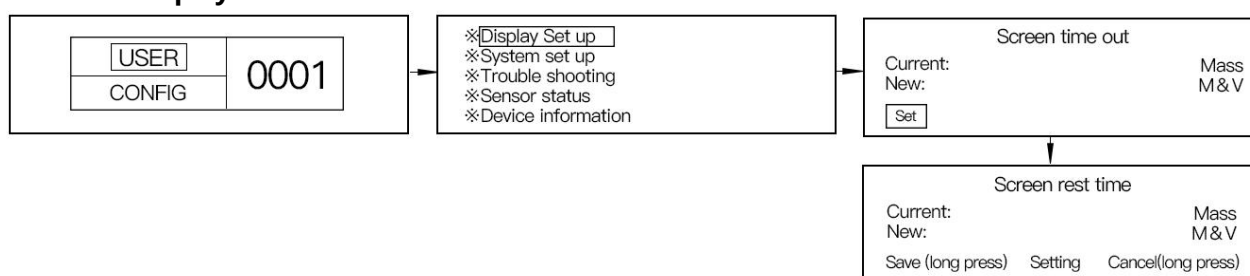 USER
CONFIG
0001
※Display Set up
※System set up
※Trouble shooting
※Sensor status
※Device information
Screen time out
Current: Mass
New: M&V
Set
Screen rest time
Current: Mass
New: M&V
Save (long press) Setting Cancel(long press)